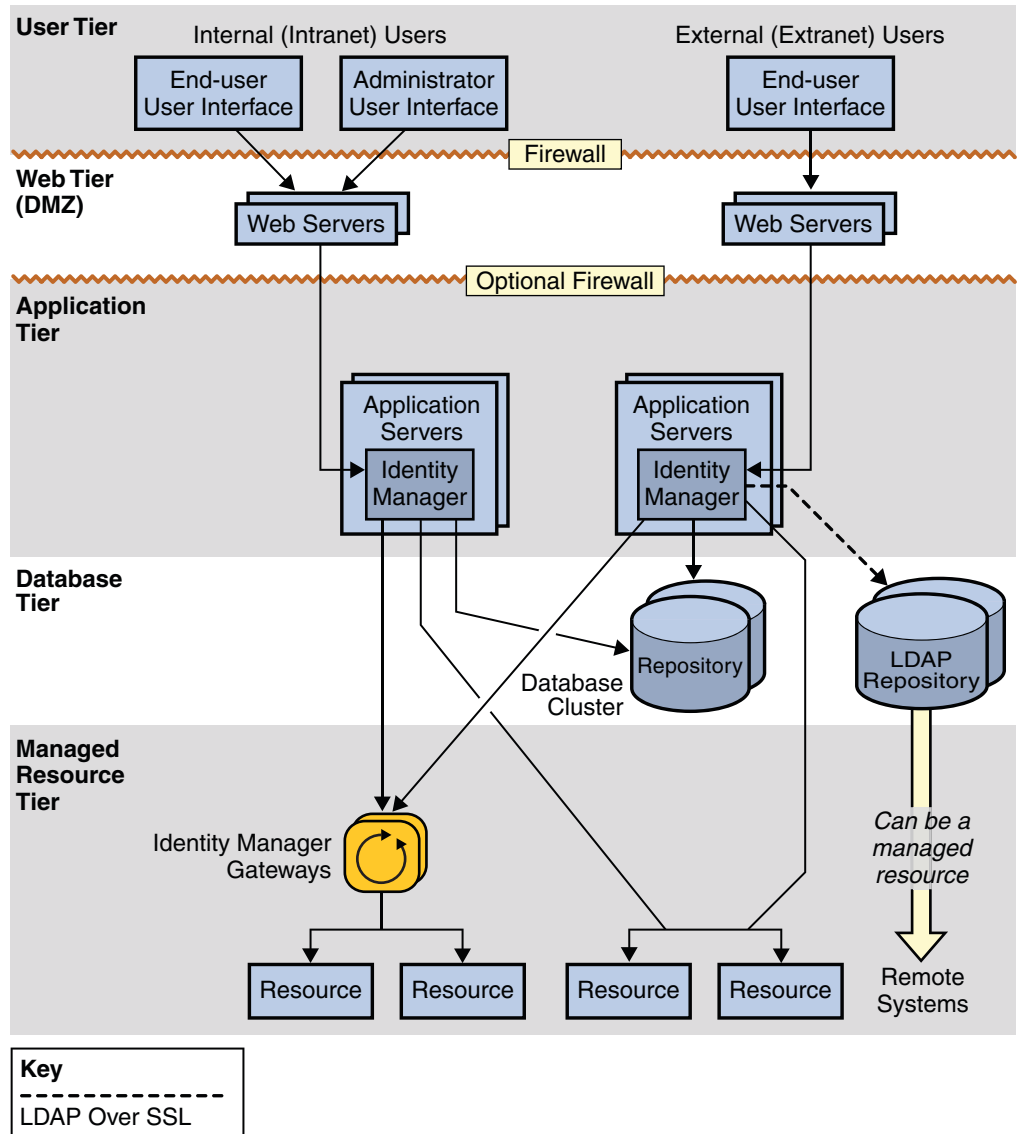 User Tier
Internal (Intranet) Users
External (Extranet) Users
End-user
User Interface
Administrator
User Interface
End-user
User Interface
Firewall
Web Tier
(DMZ)
Web Servers
Web Servers
Optional Firewall
Application
Tier
Application
Servers
Identity
Manager
Application
Servers
Identity
Manager
Database
Tier
Repository
Database
Cluster
LDAP
Repository
Managed
Resource
Tier
Identity Manager
Gateways
Can be a
managed
resource
Resource
Resource
Resource
Resource
Remote
Systems
Key
LDAP Over SSL